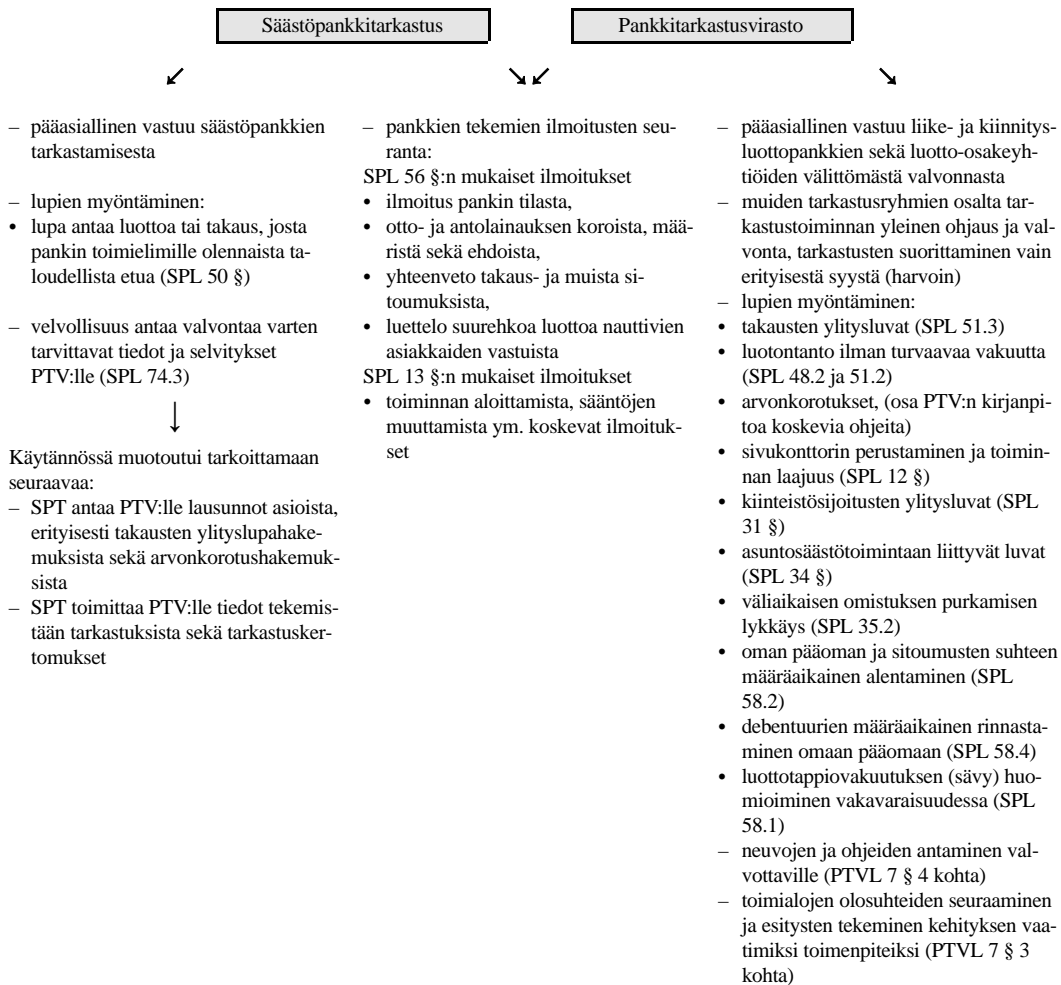 Säästöpankkitarkastus
Pankkitarkastusvirasto
– pääasiallinen vastuu säästöpankkien
tarkastamisesta
– lupien myöntäminen:
• lupa antaa luottoa tai takaus, josta
pankin toimielimille olennaista ta-
loudellista etua (SPL 50 §)
– velvollisuus antaa valvontaa varten
tarvittavat tiedot ja selvitykset
PTV:lle (SPL 74.3)
Käytännössä muotoutui tarkoittamaan
seuraavaa:
– SPT antaa PTV:lle lausunnot asioista,
erityisesti takausten ylityslupahake-
muksista sekä arvonkorotushakemuk-
sista
– SPT toimittaa PTV:lle tiedot tekemis-
tään tarkastuksista sekä tarkastusker-
tomukset
– pankkien tekemien ilmoitusten seu-
ranta:
SPL 56 §:n mukaiset ilmoitukset
• ilmoitus pankin tilasta,
• otto- ja antolainauksen koroista, mää-
ristä sekä ehdoista,
• yhteenveto takaus- ja muista si-
toumuksista,
• luettelo suurehkoa luottoa nauttivien
asiakkaiden vastuista
SPL 13 §:n mukaiset ilmoitukset
• toiminnan aloittamista, sääntöjen
muuttamista ym. koskevat ilmoituk-
set
– pääasiallinen vastuu liike- ja kiinnitys-
luottopankkien sekä luotto-osakeyh-
tiöiden välittömästä valvonnasta
– muiden tarkastusryhmien osalta tar-
kastustoiminnan yleinen ohjaus ja val-
vonta, tarkastusten suorittaminen vain
erityisestä syystä (harvoin)
– lupien myöntäminen:
• takausten ylitysluvat (SPL 51.3)
• luotontanto ilman turvaavaa vakuutta
(SPL 48.2 ja 51.2)
• arvonkorotukset, (osa PTV:n kirjanpi-
toa koskevia ohjeita)
• sivukonttorin perustaminen ja toimin-
nan laajuus (SPL 12 §)
• kiinteistösijoitusten ylitysluvat (SPL
31 §)
• asuntosäästötoimintaan liittyvät luvat
(SPL 34 §)
• väliaikaisen omistuksen purkamisen
lykkäys (SPL 35.2)
• oman pääoman ja sitoumusten suhteen
määräaikainen alentaminen (SPL
58.2)
• debentuurien määräaikainen rinnasta-
minen omaan pääomaan (SPL 58.4)
• luottotappiovakuutuksen (sävy) huo-
mioiminen vakavaraisuudessa (SPL
58.1)
– neuvojen ja ohjeiden antaminen val-
vottaville (PTVL 7 § 4 kohta)
– toimialojen olosuhteiden seuraaminen
ja esitysten tekeminen kehityksen vaa-
timiksi toimenpiteiksi (PTVL 7 § 3
kohta)